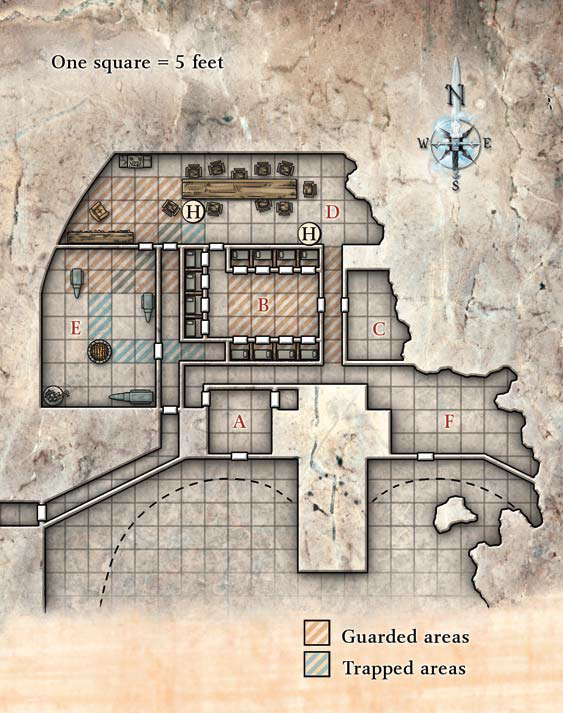 One square = 5 feet
N
W E
S
H
D
H
B
E
C
A
F
Guarded areas
Trapped areas